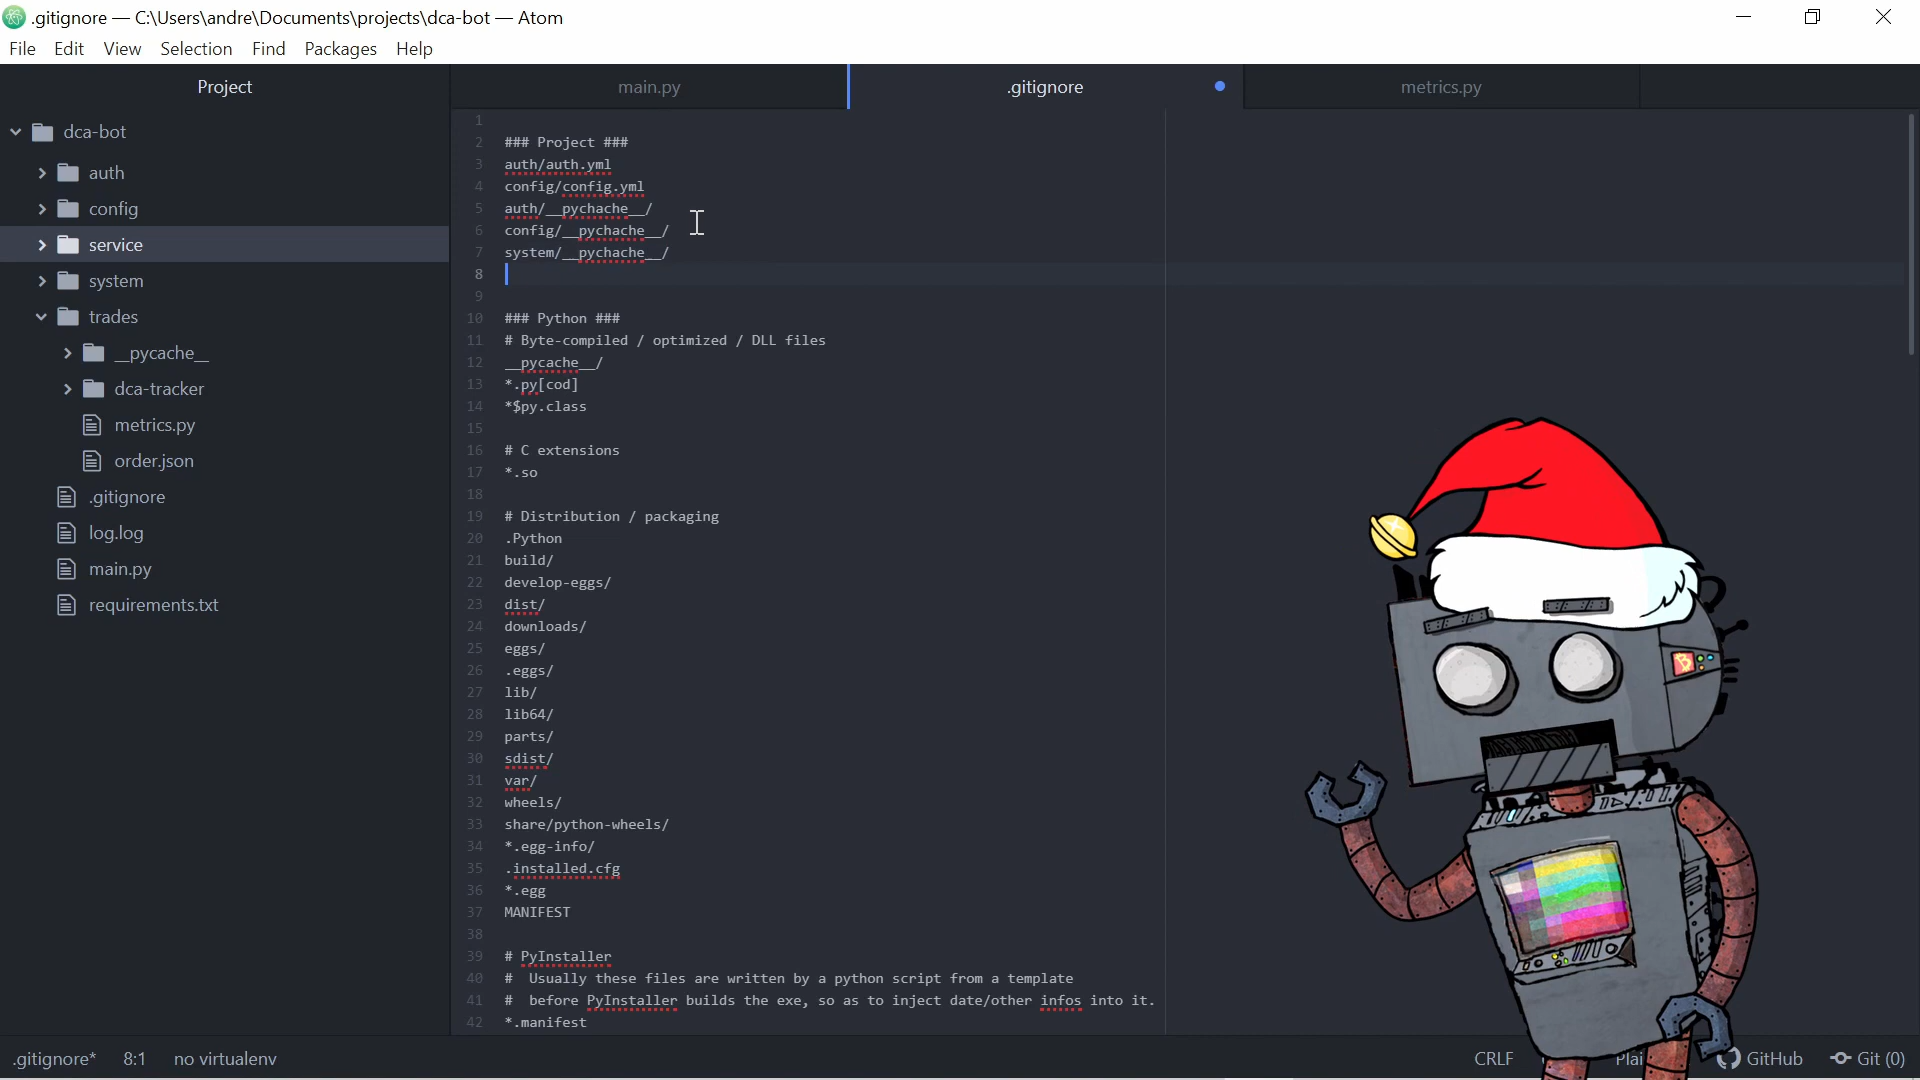 .gitignore — C:\Users\andre\Documents\projects\dca-bot — Atom
File Edit View Selection Find Packages Help
Project
main.py
.gitignore
metrics.py
dca-bot
auth
config
service
system
trades
__pycache__
dca-tracker
metrics.py
order.json
.gitignore
log.log
main.py
requirements.txt
1
2 ### Project ###
3 auth/auth.yml
4 config/config.yml
5 auth/__pychache__/
6 config/__pychache__/
7 system/__pychache__/
8
9
10 ### Python ###
11 # Byte-compiled / optimized / DLL files
12 __pycache__/
13 *.py[cod]
14 *$py.class
15
16 # C extensions
17 *.so
18
19 # Distribution / packaging
20 .Python
21 build/
22 develop-eggs/
23 dist/
24 downloads/
25 eggs/
26 .eggs/
27 lib/
28 lib64/
29 parts/
30 sdist/
31 var/
32 wheels/
33 share/python-wheels/
34 *.egg-info/
35 .installed.cfg
36 *.egg
37 MANIFEST
38
39 # PyInstaller
40 #  Usually these files are written by a python script from a template
41 #  before PyInstaller builds the exe, so as to inject date/other infos into it.
42 *.manifest
.gitignore* 8:1 no virtualenv CRLF Plai GitHub Git (0)